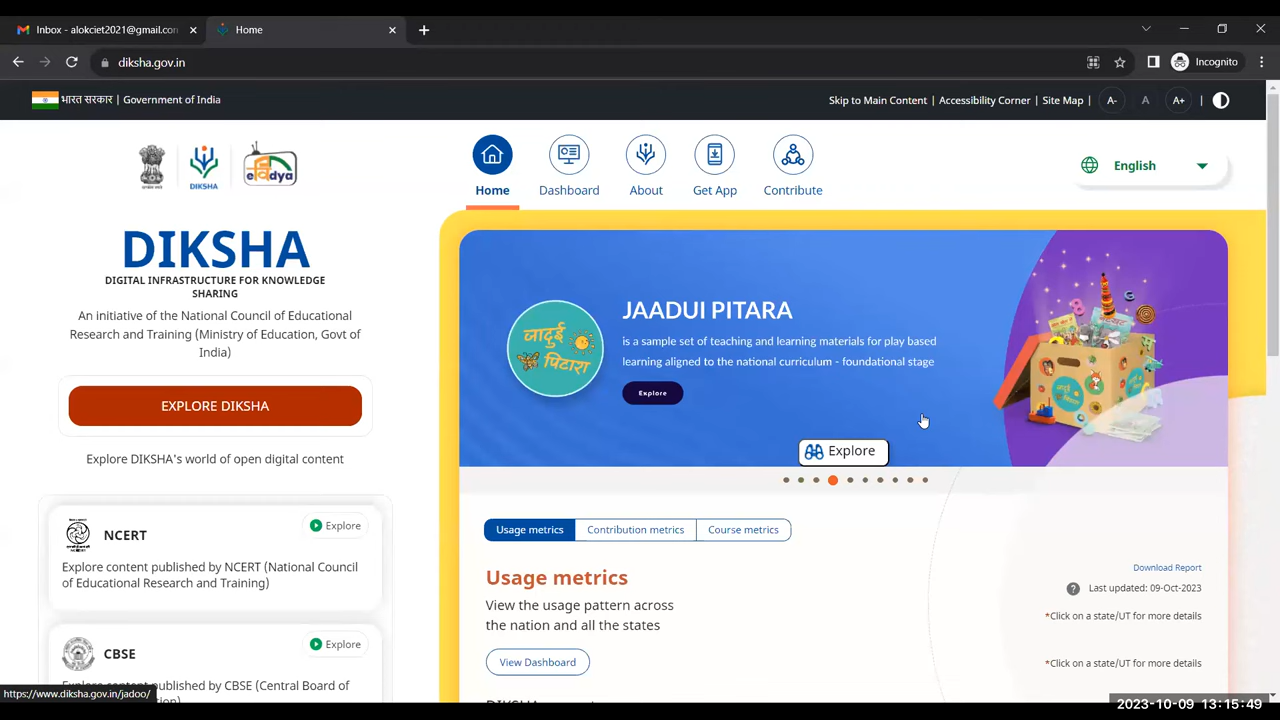 Inbox - alokciet2021@gmail.con
Home
diksha.gov.in
Incognito
भारत सरकार | Government of India
Skip to Main Content | Accessibility Corner | Site Map | A- A A+ |
Home
Dashboard
About
Get App
Contribute
English
DIKSHA
DIKSHA
DIGITAL INFRASTRUCTURE FOR KNOWLEDGE
SHARING
An initiative of the National Council of Educational
Research and Training (Ministry of Education, Govt of
India)
EXPLORE DIKSHA
Explore DIKSHA's world of open digital content
NCERT
Explore
Explore content published by NCERT (National Council
of Educational Research and Training)
CBSE
Explore
Explore content published by CBSE (Central Board of
https://www.diksha.gov.in/jadoo/
जादुई
पिटारा
JAADUI PITARA
is a sample set of teaching and learning materials for play based
learning aligned to the national curriculum - foundational stage
Explore
Explore
Usage metrics
Contribution metrics
Course metrics
Usage metrics
View the usage pattern across
the nation and all the states
View Dashboard
Download Report
? Last updated: 09-Oct-2023
*Click on a state/UT for more details
*Click on a state/UT for more details
2023-10-09 13:15:49